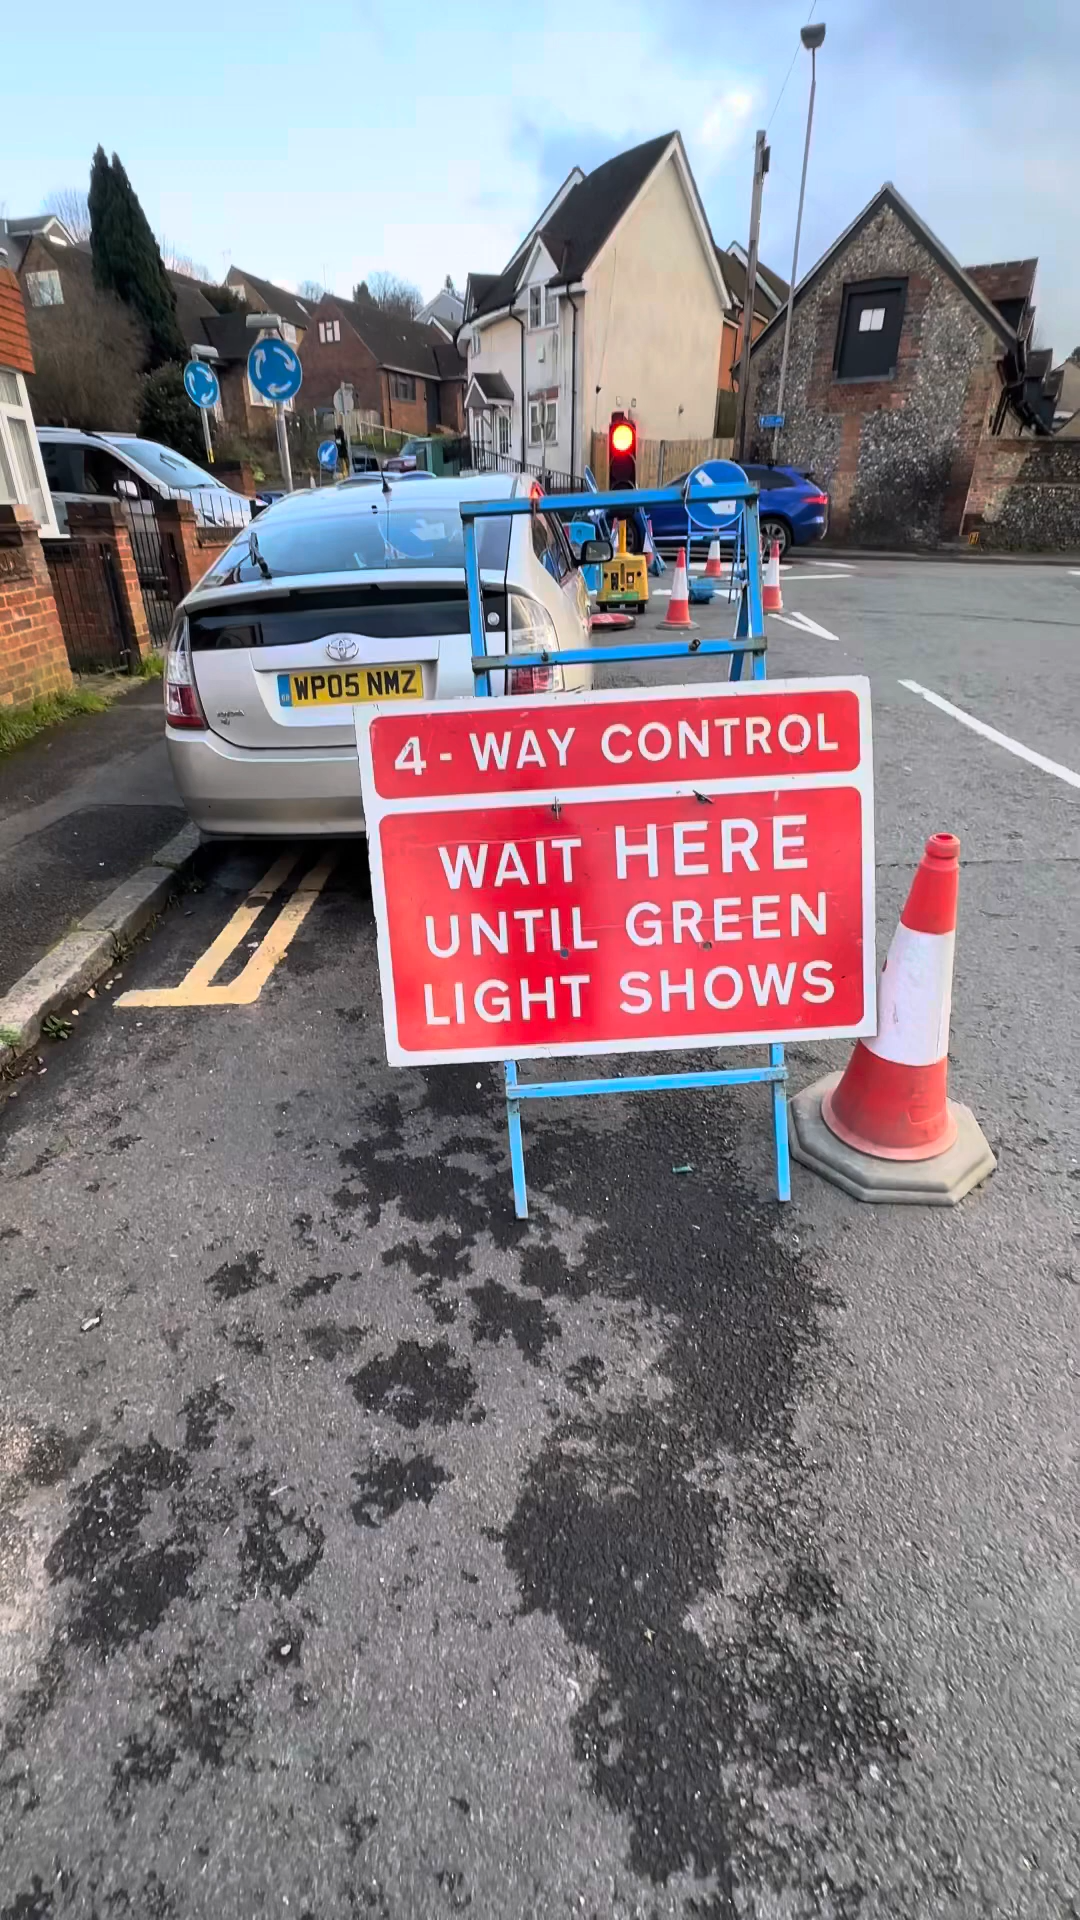 WP05 NMZ
4 - WAY CONTROL
WAIT HERE
UNTIL GREEN
LIGHT SHOWS